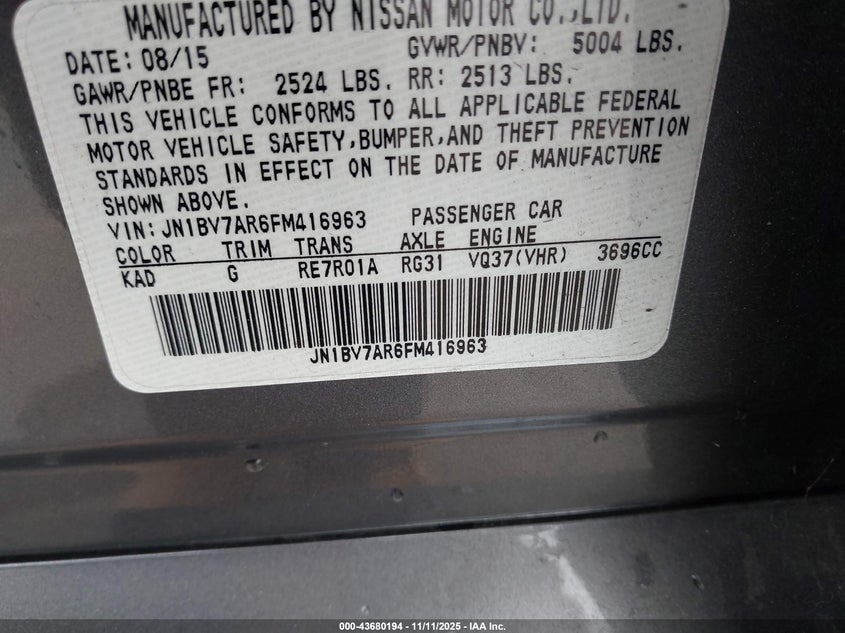 MANUFACTURED BY NISSAN MOTOR CO.,LTD.
DATE: 08/15 GVWR/PNBV: 5004 LBS.
GAWR/PNBE FR: 2524 LBS. RR: 2513 LBS.
THIS VEHICLE CONFORMS TO ALL APPLICABLE FEDERAL
MOTOR VEHICLE SAFETY,BUMPER,AND THEFT PREVENTION
STANDARDS IN EFFECT ON THE DATE OF MANUFACTURE
SHOWN ABOVE.
VIN: JN1BV7AR6FM416963 PASSENGER CAR
COLOR TRIM TRANS AXLE ENGINE
KAD G RE7R01A RG31 VQ37(VHR) 3696CC
JN1BV7AR6FM416963
000-43680194 - 11/11/2025 - IAA Inc.